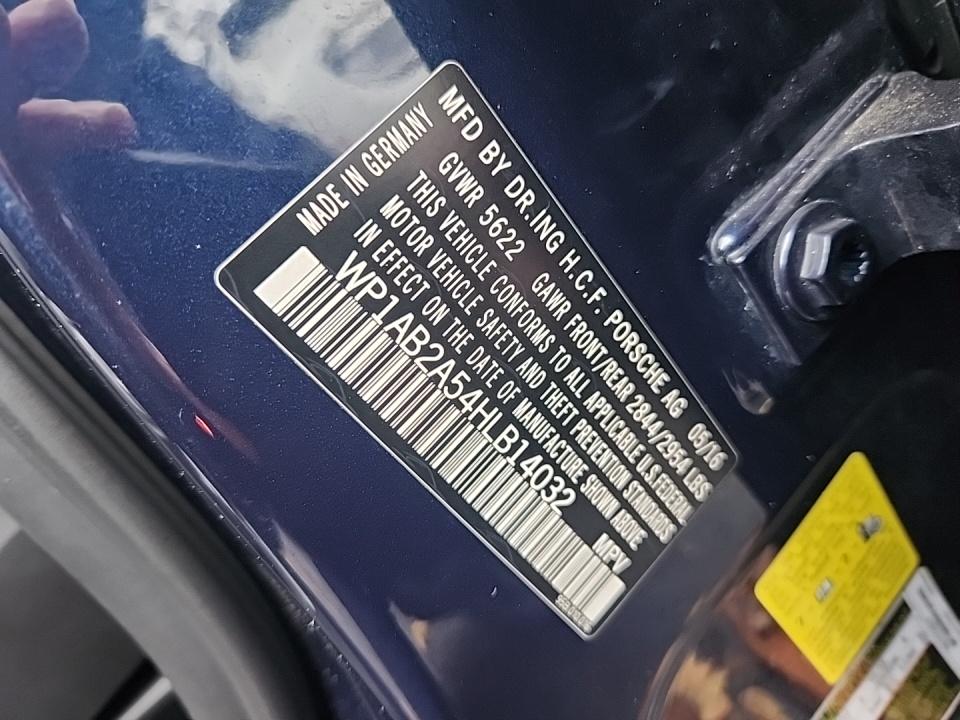 MFD BY DR.ING H.C.F. PORSCHE AG 05/16
GVWR 5622 GAWR FRONT/REAR 2844/2954 LBS
THIS VEHICLE CONFORMS TO ALL APPLICABLE U.S. FEDERAL
MOTOR VEHICLE SAFETY AND THEFT PREVENTION STANDARDS
IN EFFECT ON THE DATE OF MANUFACTURE SHOWN ABOVE
WP1AB2A54HLB14032 MPV
MADE IN GERMANY